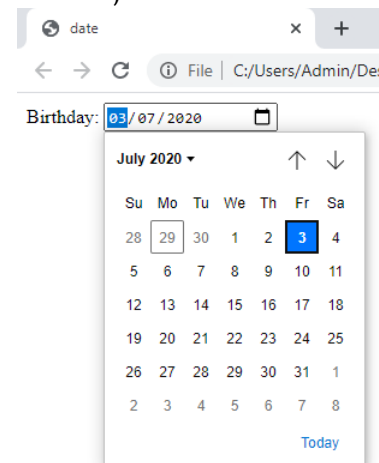 date × +
File | C:/Users/Admin/Des
Birthday: 03/07/2020
July 2020
Su Mo Tu We Th Fr Sa
28 29 30 1 2 3 4
5 6 7 8 9 10 11
12 13 14 15 16 17 18
19 20 21 22 23 24 25
26 27 28 29 30 31 1
2 3 4 5 6 7 8
Today